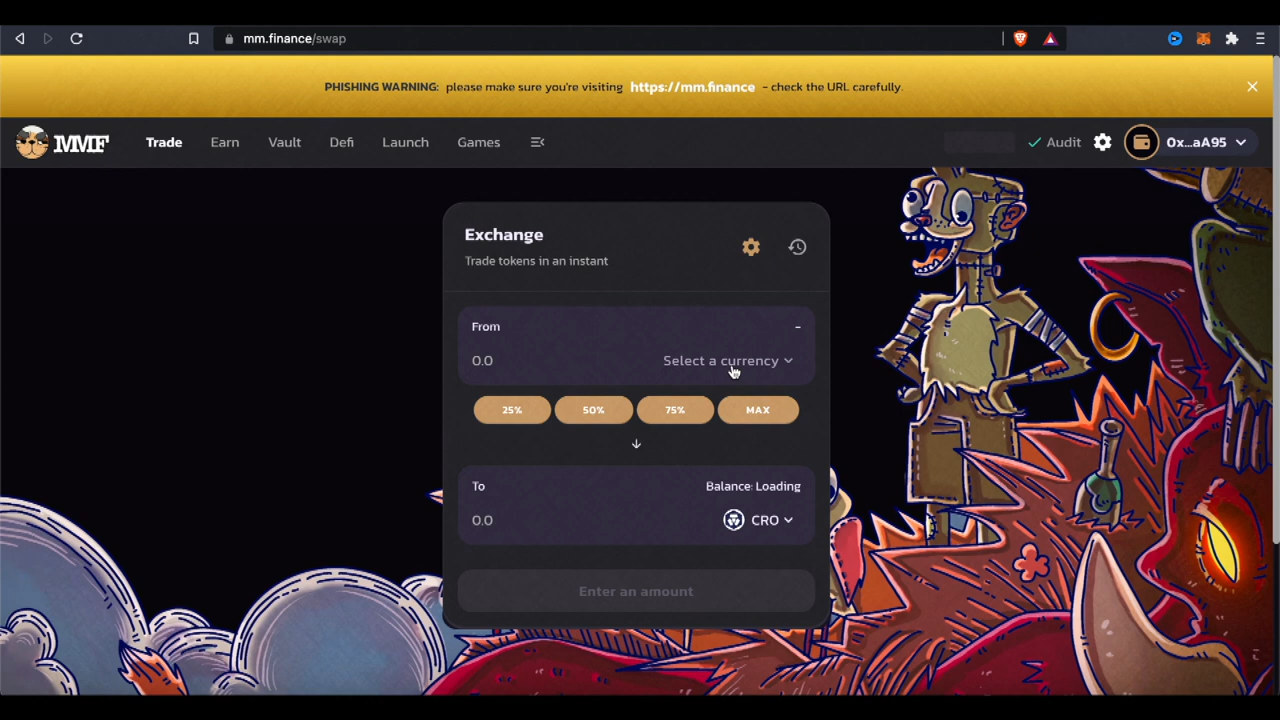 mm.finance/swap
PHISHING WARNING: please make sure you're visiting https://mm.finance - check the URL carefully.
MMF Trade Earn Vault Defi Launch Games Audit 0x...aA95
Exchange
Trade tokens in an instant
From -
0.0 Select a currency
25% 50% 75% MAX
To Balance: Loading
0.0 CRO
Enter an amount